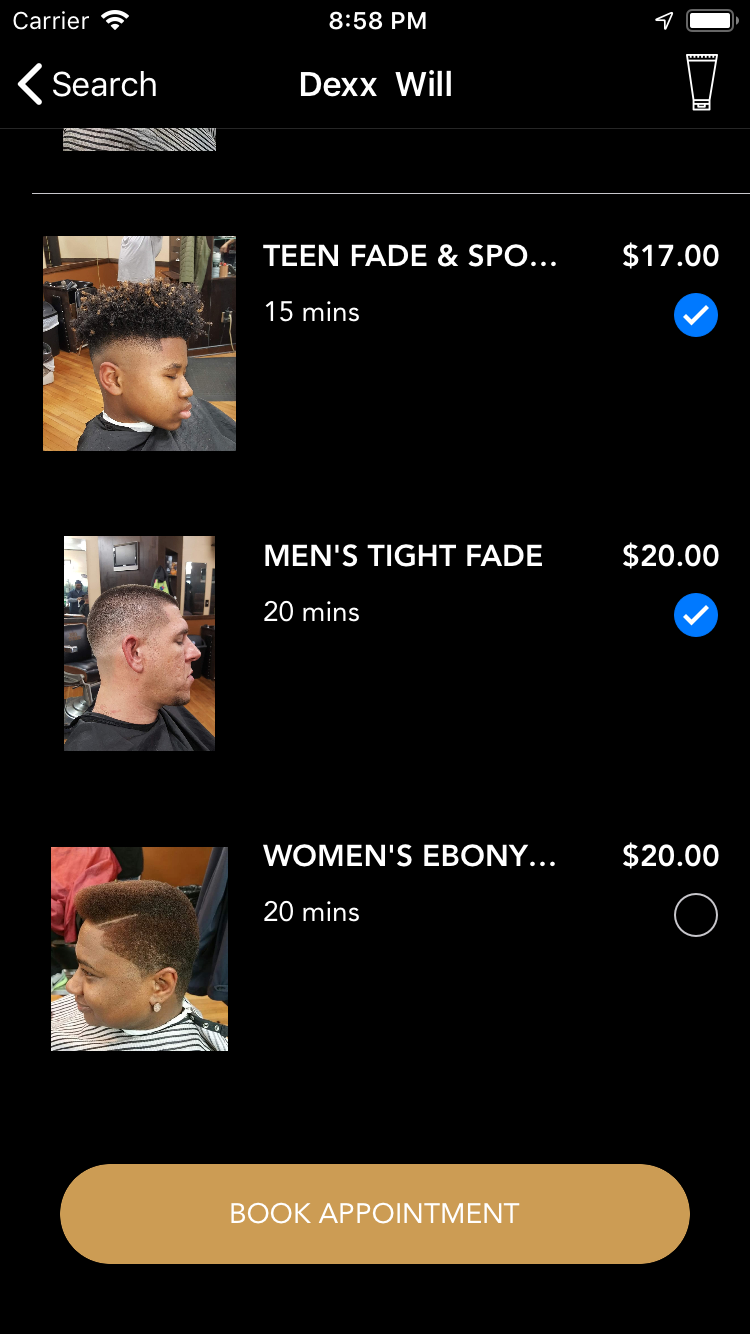 Carrier 8:58 PM
Search Dexx Will
TEEN FADE & SPO... $17.00
15 mins
MEN'S TIGHT FADE $20.00
20 mins
WOMEN'S EBONY... $20.00
20 mins
BOOK APPOINTMENT